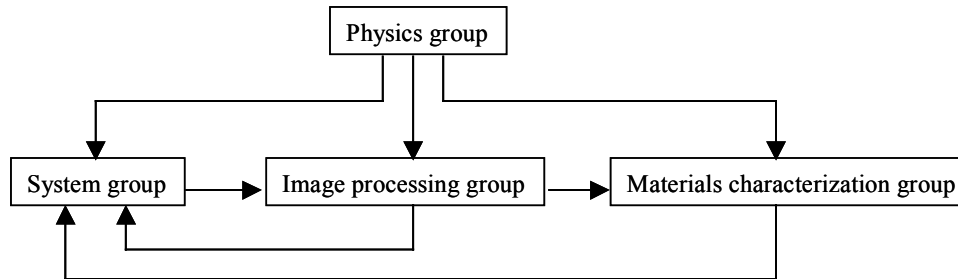 Physics group
System group
Image processing group
Materials characterization group